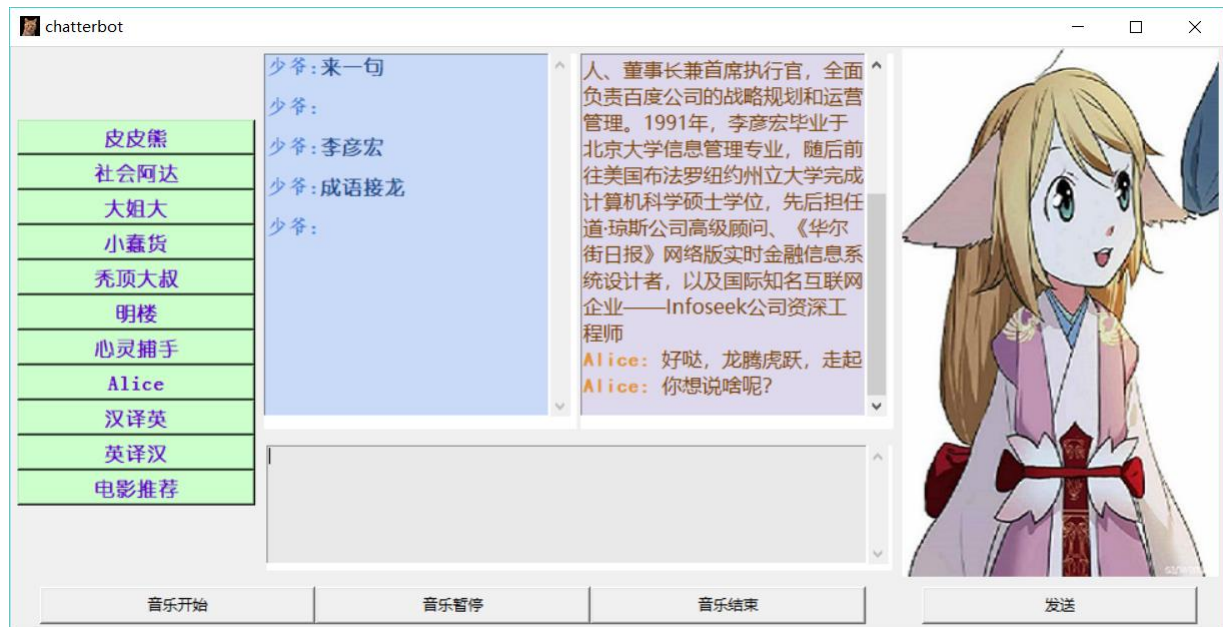 chatterbot
皮皮熊
社会阿达
大姐大
小蠢货
秃顶大叔
明楼
心灵捕手
Alice
汉译英
英译汉
电影推荐
少爷:来一句
少爷:
少爷:李彦宏
少爷:成语接龙
少爷:
人、董事长兼首席执行官，全面
负责百度公司的战略规划和运营
管理。1991年，李彦宏毕业于
北京大学信息管理专业，随后前
往美国布法罗纽约州立大学完成
计算机科学硕士学位，先后担任
道·琼斯公司高级顾问、《华尔
街日报》网络版实时金融信息系
统设计者，以及国际知名互联网
企业——Infoseek公司资深工
程师
Alice: 好哒，龙腾虎跃，走起
Alice: 你想说啥呢?
音乐开始
音乐暂停
音乐结束
发送